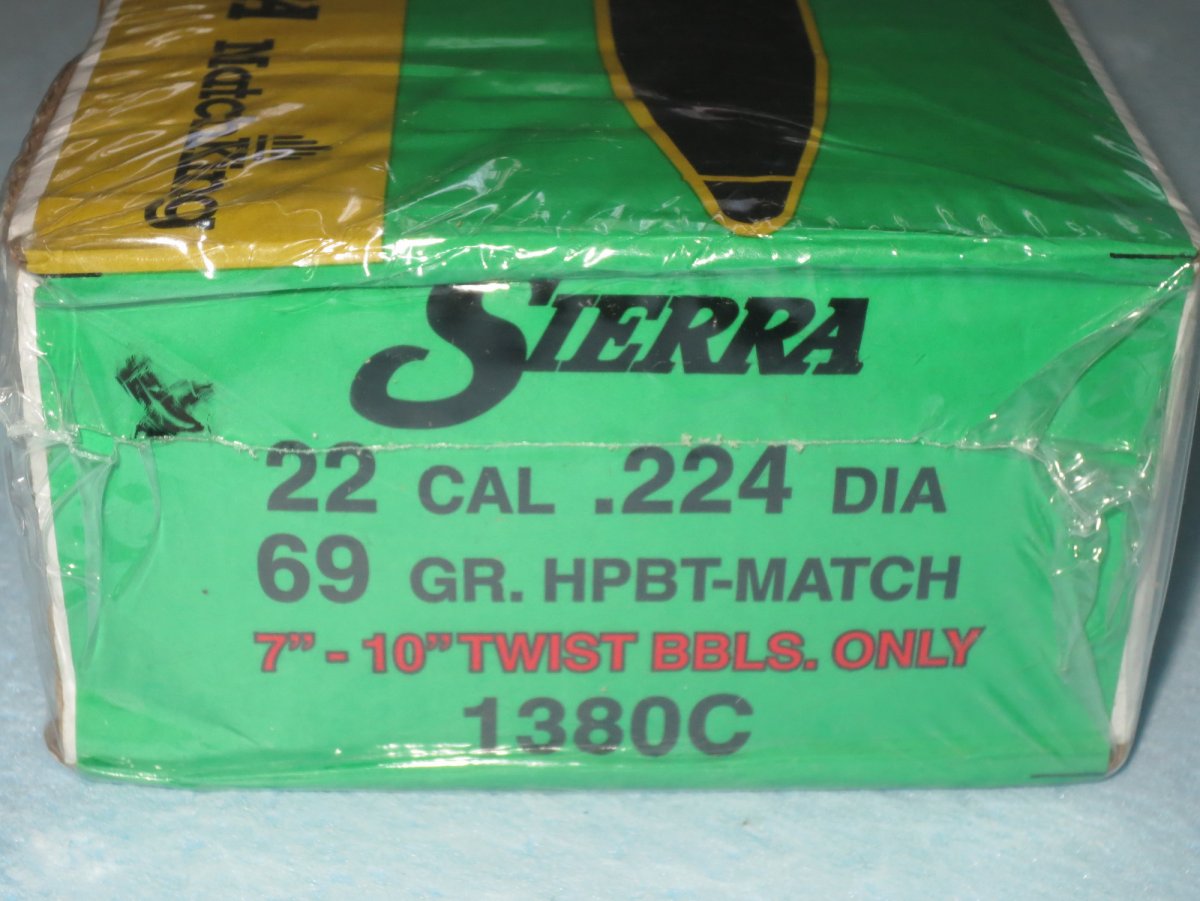 A MatchKing
SIERRA
22 CAL .224 DIA
69 GR. HPBT-MATCH
7” - 10” TWIST BBLS. ONLY
1380C